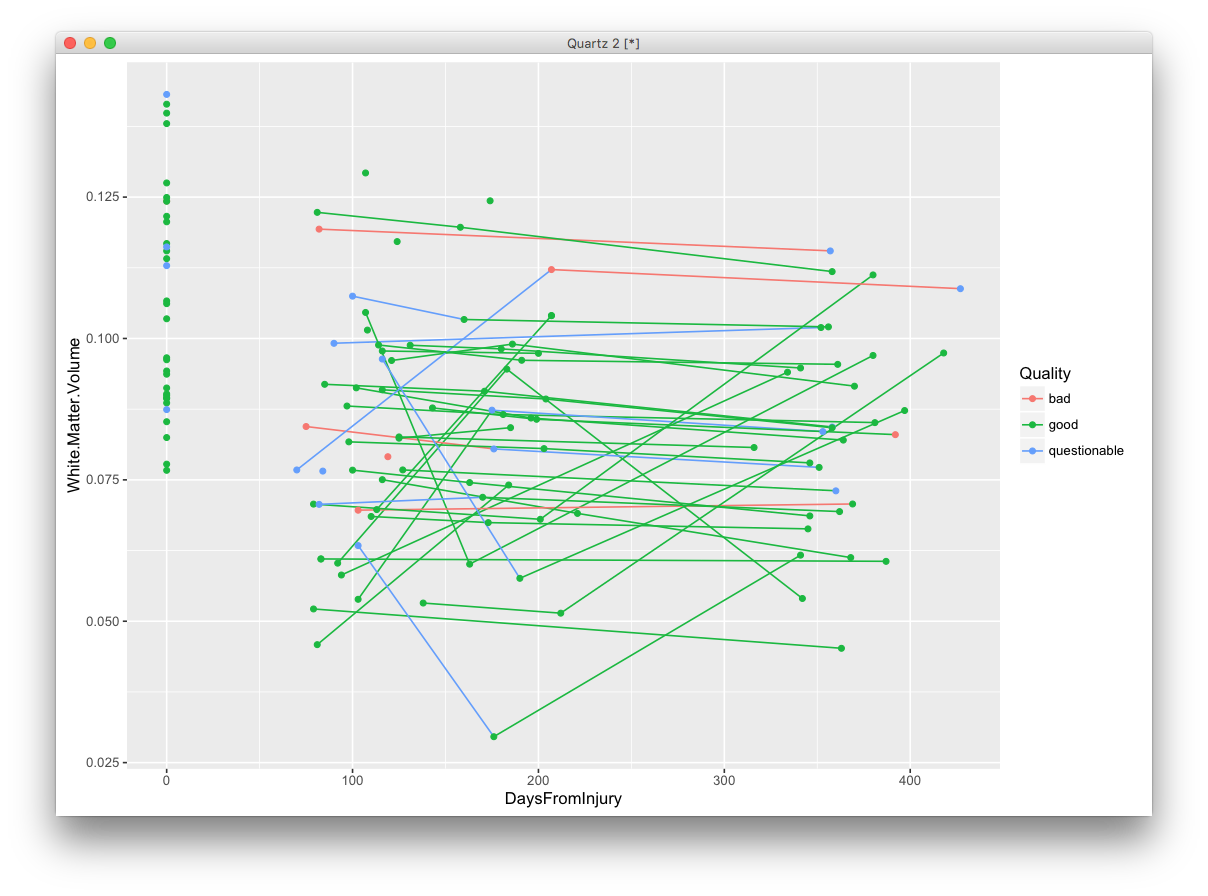 Quartz 2 [*]
White.Matter.Volume
0.125
0.100
0.075
0.050
0.025
0
100
200
300
400
DaysFromInjury
Quality
bad
good
questionable